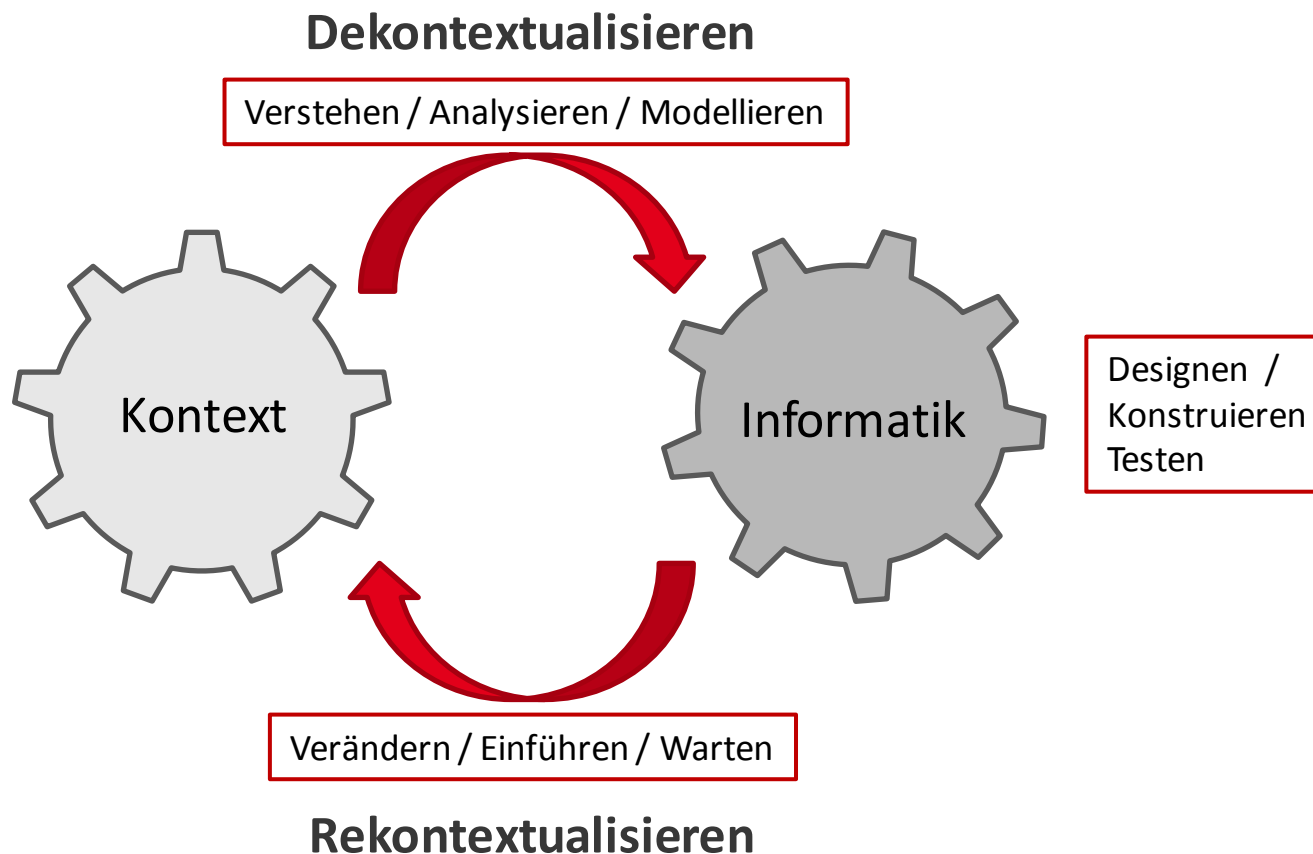 Dekontextualisieren
Verstehen / Analysieren / Modellieren
Kontext
Informatik
Designen /
Konstruieren
Testen
Verändern / Einführen / Warten
Rekontextualisieren